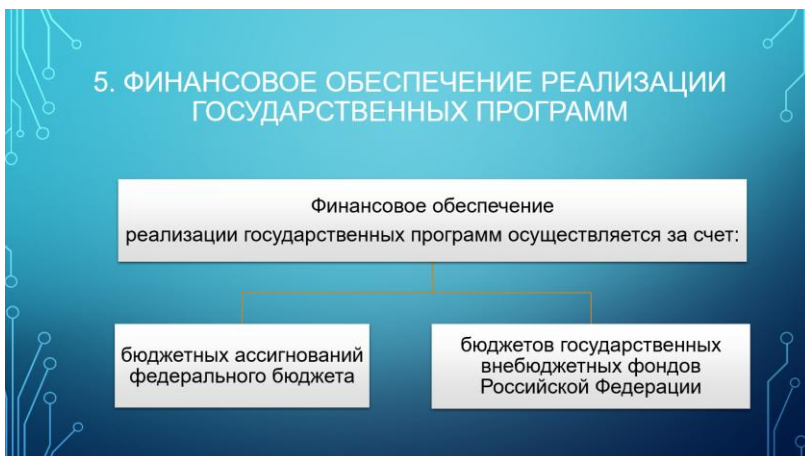 5. ФИНАНСОВОЕ ОБЕСПЕЧЕНИЕ РЕАЛИЗАЦИИ
ГОСУДАРСТВЕННЫХ ПРОГРАММ
Финансовое обеспечение
реализации государственных программ осуществляется за счет:
бюджетных ассигнований
федерального бюджета
бюджетов государственных
внебюджетных фондов
Российской Федерации